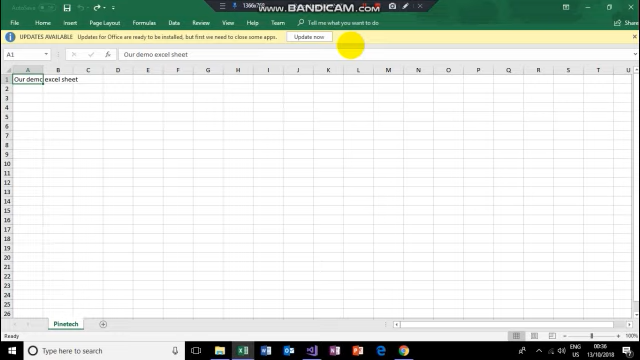 AutoSave
1366x768
WWW.BANDICAM.COM
File Home Insert Page Layout Formulas Data Review View Team Tell me what you want to do Share
UPDATES AVAILABLE Updates for Office are ready to be installed, but first we need to close some apps. Update now
A1 fx Our demo excel sheet
A B C D E F G H I J K L M N O P Q R S T U
1 Our demo excel sheet
2
3
4
5
6
7
8
9
10
11
12
13
14
15
16
17
18
19
20
21
22
23
24
25
26
Pinetech
Ready 100%
Type here to search
ENG
US
00:36
13/10/2018